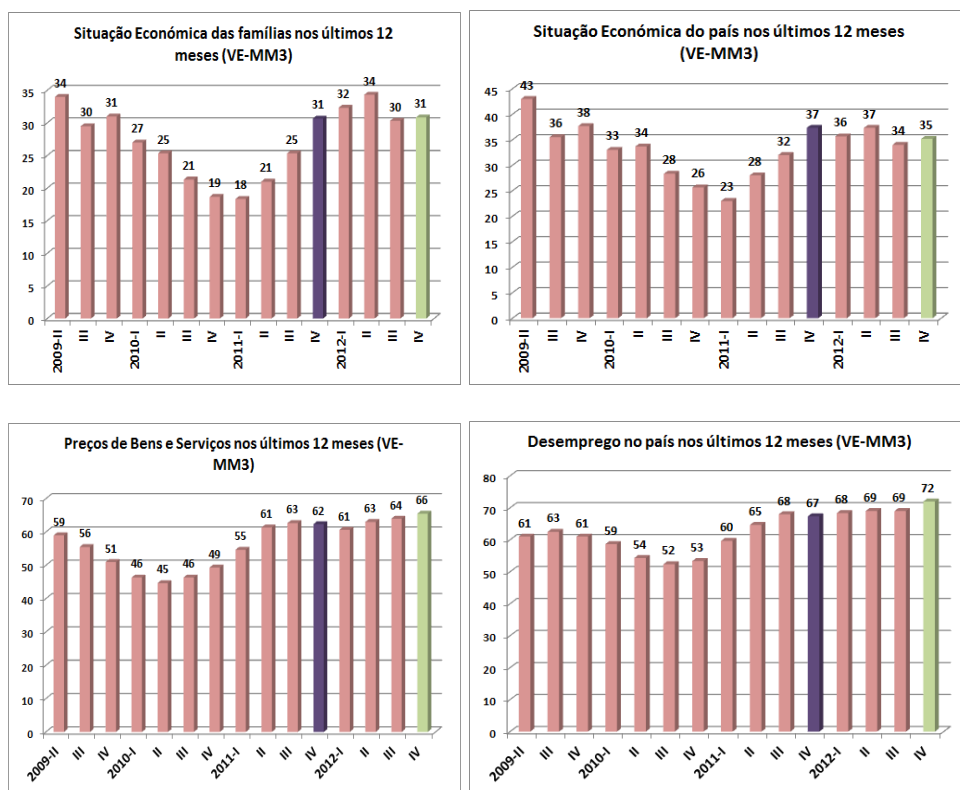 Situação Económica das famílias nos últimos 12
meses (VE-MM3)
34 30 31 27 25 21 19 18 21 25 31 32 34 30 31
35
30
25
20
15
10
5
0
2009-II III IV 2010-I II III IV 2011-I II III IV 2012-I II III IV
Situação Económica do país nos últimos 12 meses
(VE-MM3)
43 36 38 33 34 28 26 23 28 32 37 36 37 34 35
45
40
35
30
25
20
15
10
5
0
2009-II III IV 2010-I II III IV 2011-I II III IV 2012-I II III IV
Preços de Bens e Serviços nos últimos 12 meses (VE-
MM3)
59 56 51 46 45 46 49 55 61 63 62 61 63 64 66
70
60
50
40
30
20
10
0
2009-II III IV 2010-I II III IV 2011-I II III IV 2012-I II III IV
Desemprego no país nos últimos 12 meses (VE-MM3)
61 63 61 59 54 52 53 60 65 68 67 68 69 69 72
80
70
60
50
40
30
20
10
0
2009-II III IV 2010-I II III IV 2011-I II III IV 2012-I II III IV